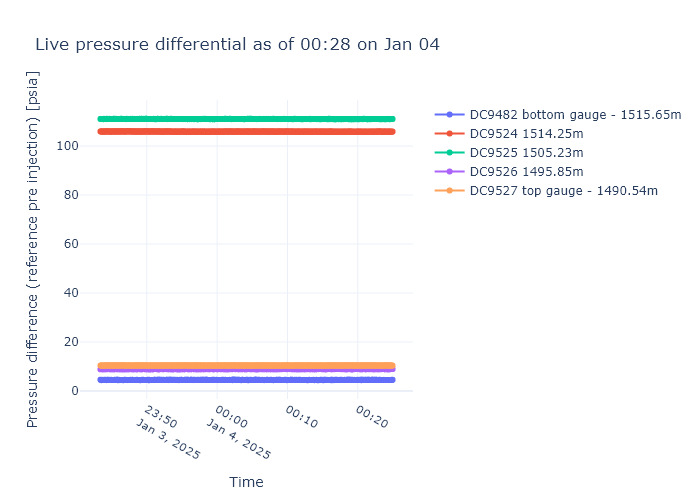 Live pressure differential as of 00:28 on Jan 04
Pressure difference (reference pre injection) [psia]
100
80
60
40
20
0
23:50
Jan 3, 2025
00:00
Jan 4, 2025
00:10
00:20
Time
DC9482 bottom gauge - 1515.65m
DC9524 1514.25m
DC9525 1505.23m
DC9526 1495.85m
DC9527 top gauge - 1490.54m